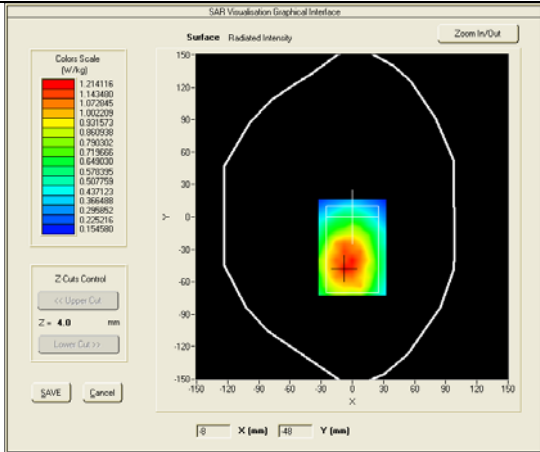 SAR Visualisation Graphical Interface
Surface Radiated Intensity
Zoom In/Out
Colors Scale
(W/kg)
1.214116
1.143480
1.072845
1.002209
0.931573
0.860938
0.790302
0.719666
0.649030
0.578395
0.507759
0.437123
0.366488
0.295852
0.225216
0.154580
Z Cuts Control
<< Upper Cut
Z = 4.0 mm
Lower Cut >>
SAVE Cancel
150
120
90
60
30
0
-30
-60
-90
-120
-150
Y
-150 -120 -90 -60 -30 0 30 60 90 120 150
X
-8 X (mm) -48 Y (mm)